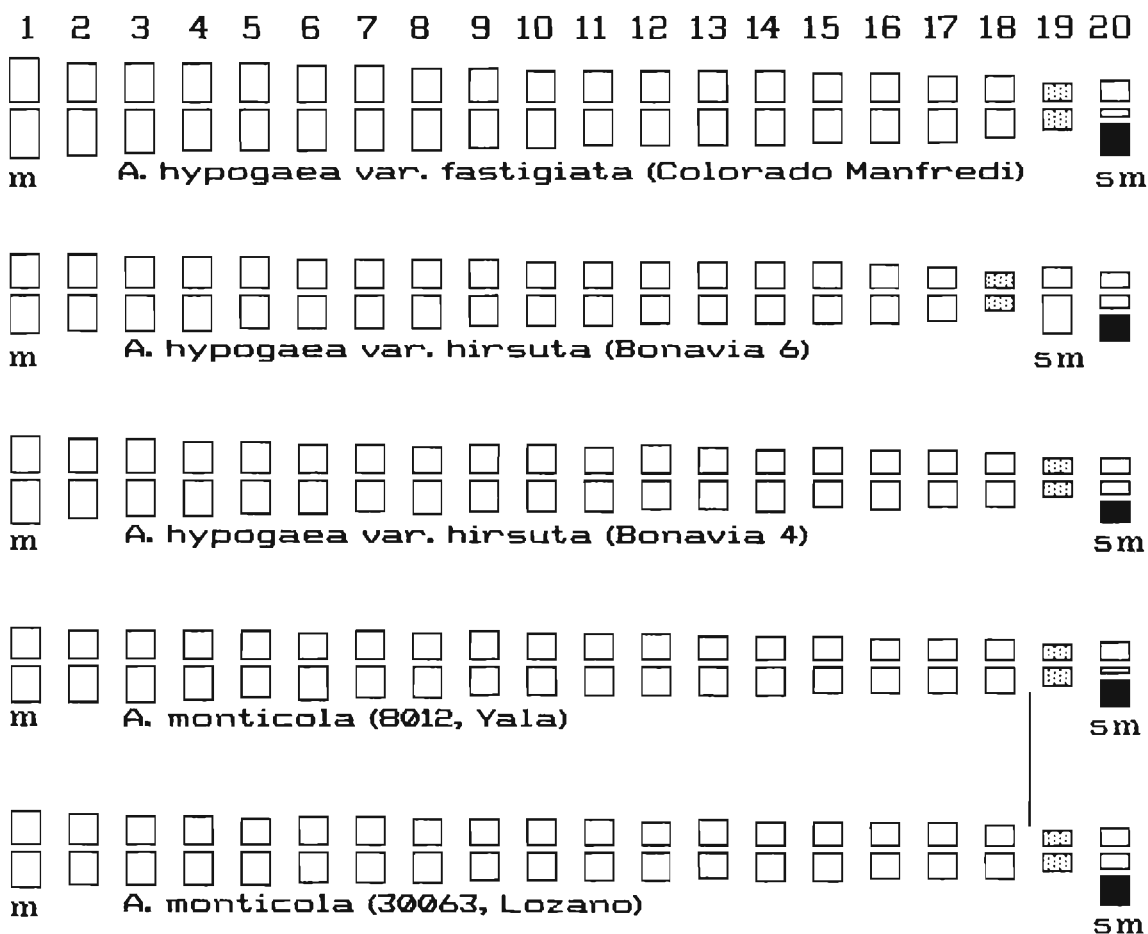 1 2 3 4 5 6 7 8 9 10 11 12 13 14 15 16 17 18 19 20
m A. hypogaea var. fastigiata (Colorado Manfredi) sm
m A. hypogaea var. hirsuta (Bonavia 6) sm
m A. hypogaea var. hirsuta (Bonavia 4) sm
m A. monticola (8012, Yala) sm
m A. monticola (30063, Lozano) sm